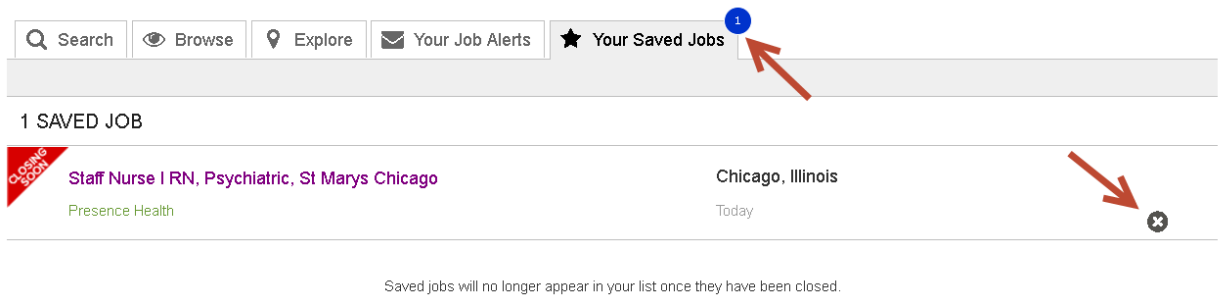 1
Search Browse Explore Your Job Alerts Your Saved Jobs
1 SAVED JOB
CLOSING
SOON
Staff Nurse I RN, Psychiatric, St Marys Chicago Chicago, Illinois
Presence Health Today
Saved jobs will no longer appear in your list once they have been closed.